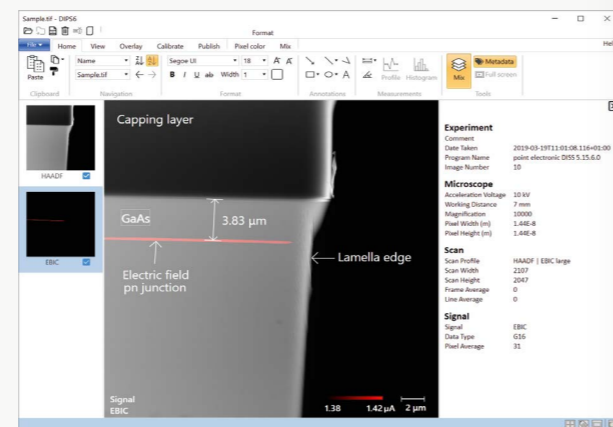 Sample.tif - DIPS6
Format
File Home View Overlay Calibrate Publish Pixel color Mix
Hel
Paste
Name
Sample.tif
Segoe UI 18
B I U ab Width 1
Profile Histogram
Mix
Metadata
Full screen
Clipboard Navigation Format Annotations Measurements Tools
HAADF
EBIC
Capping layer
GaAs
3.83 µm
Lamella edge
Electric field
pn junction
Signal
EBIC
1.38 1.42 µA 2 µm
Experiment
Comment
Date Taken 2019-03-19T11:01:08.116+01:00
Program Name point electronic DISS 5.15.6.0
Image Number 10
Microscope
Acceleration Voltage 10 kV
Working Distance 7 mm
Magnification 10000
Pixel Width (m) 1.44E-8
Pixel Height (m) 1.44E-8
Scan
Scan Profile HAADF | EBIC large
Scan Width 2107
Scan Height 2047
Frame Average 0
Line Average 0
Signal
Signal EBIC
Data Type G16
Pixel Average 31